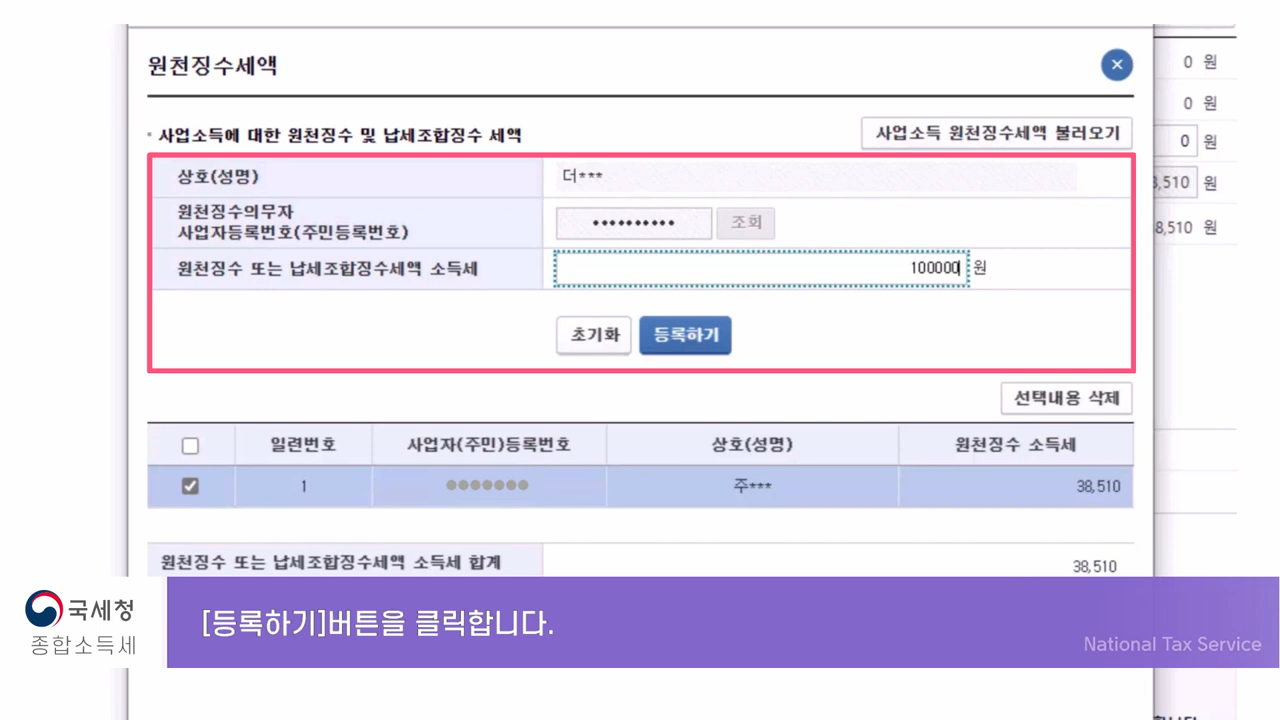 원천징수세액
0 원
0 원
사업소득에 대한 원천징수 및 납세조합징수 세액
사업소득 원천징수세액 불러오기
0 원
상호(성명)
더***
8,510 원
원천징수의무자
사업자등록번호(주민등록번호)
••••••••••
조회
8,510 원
원천징수 또는 납세조합징수세액 소득세
100000 원
초기화
등록하기
선택내용 삭제
일련번호 사업자(주민)등록번호 상호(성명) 원천징수 소득세
1 ●●●●●●● 주*** 38,510
원천징수 또는 납세조합징수세액 소득세 합계
38,510
국세청
종합소득세
[등록하기]버튼을 클릭합니다.
National Tax Service